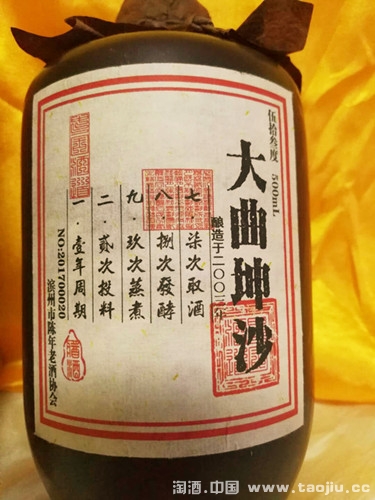 伍拾叁度 500mL
大曲坤沙
酿造于二〇〇三年
七·柒次取酒
八·捌次發酵
九·玖次蒸煮
二·贰次投料
一·壹年周期
NO:201700020
滨州市陈年老酒协会
淘酒.中国 www.taojiu.cc